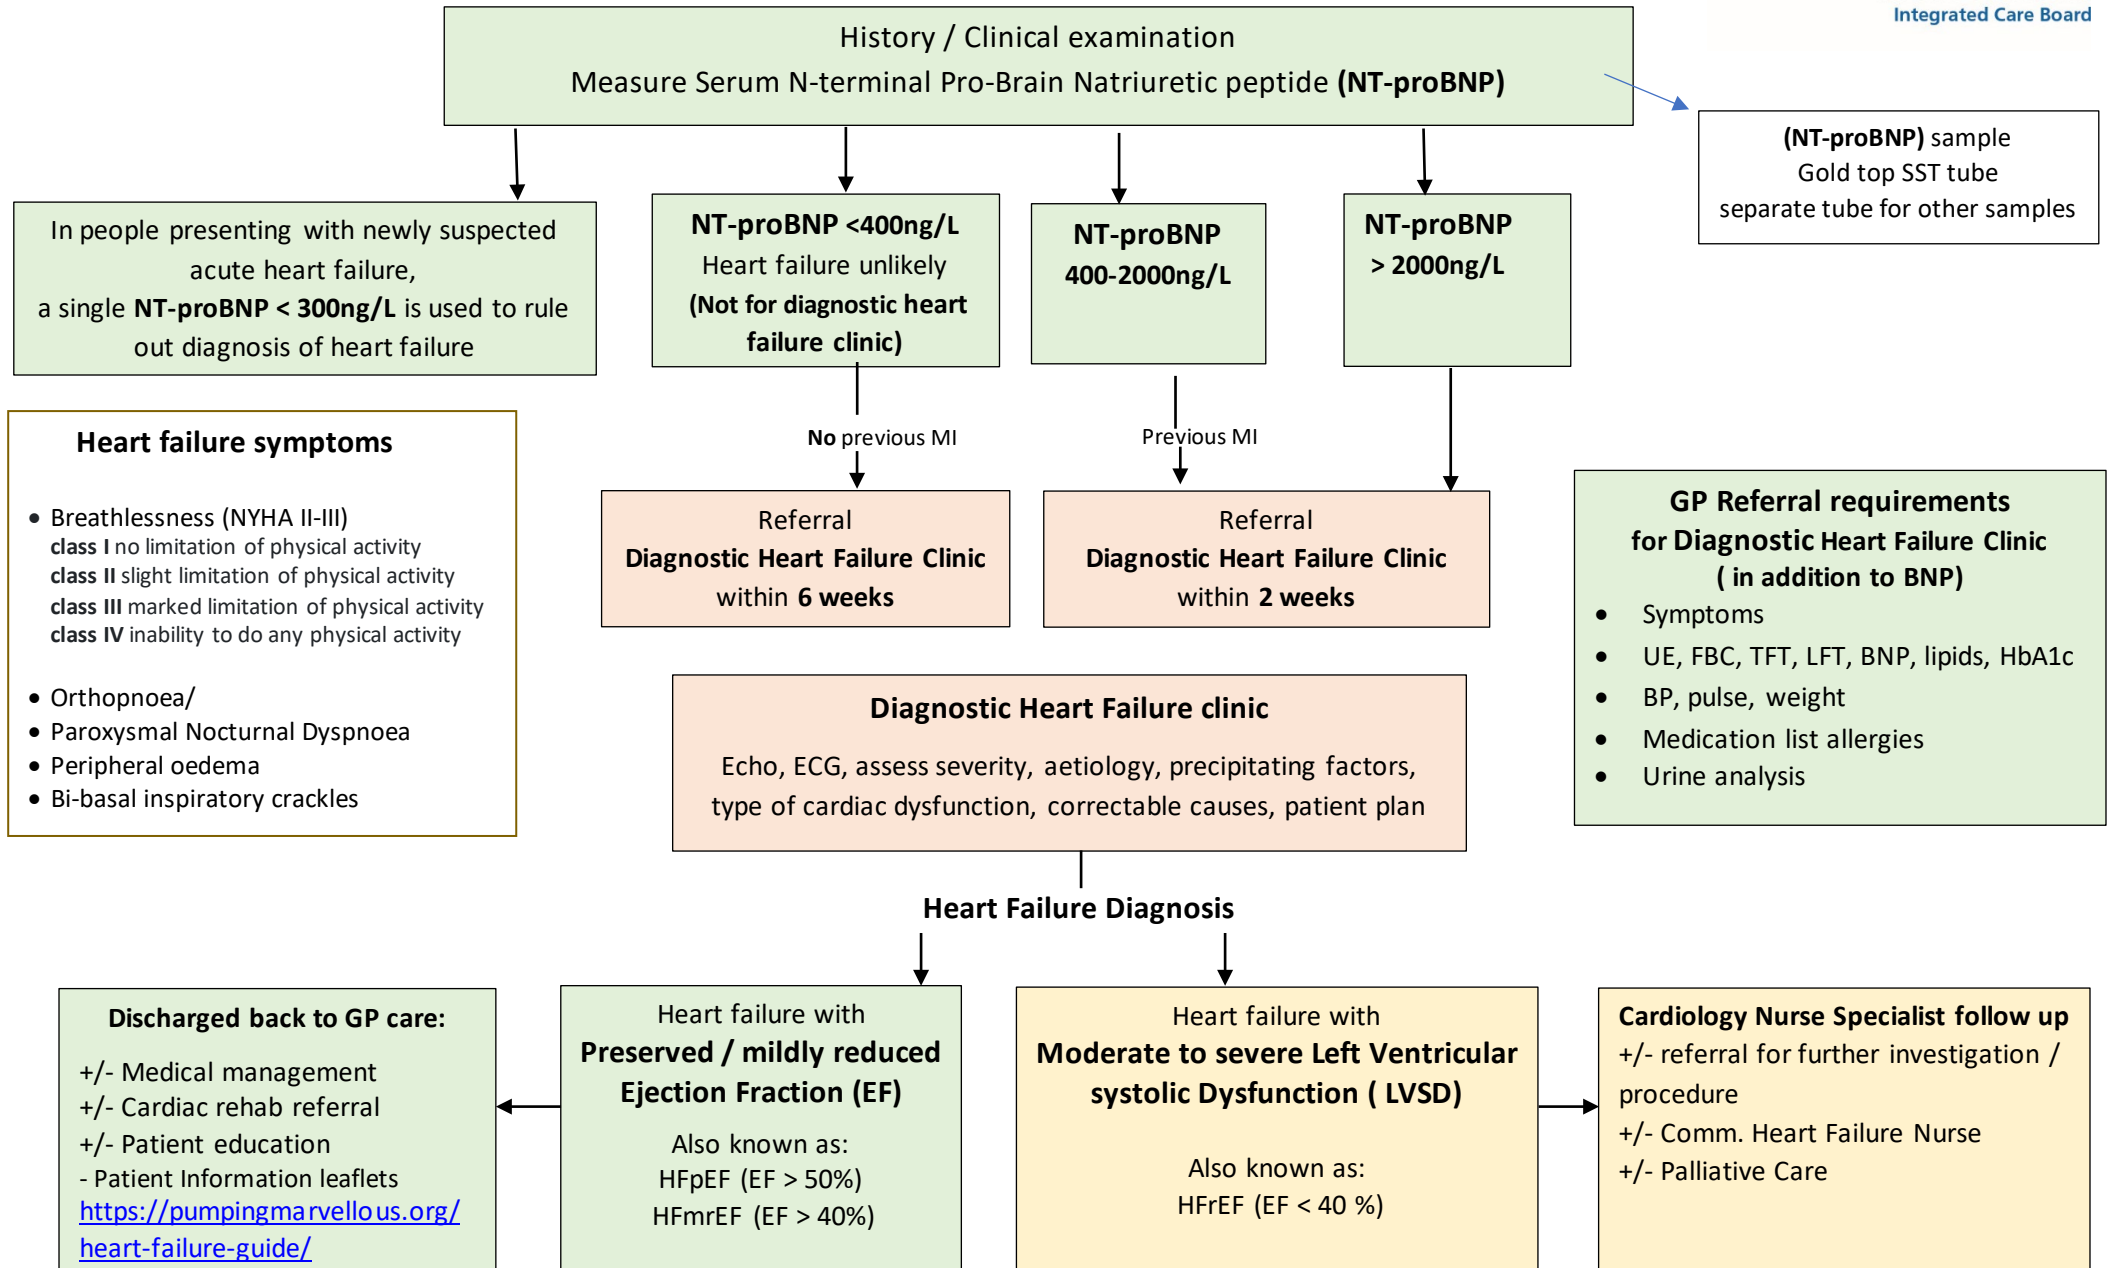 Integrated Care Board
History / Clinical examination
Measure Serum N-terminal Pro-Brain Natriuretic peptide (NT-proBNP)
(NT-proBNP) sample
Gold top SST tube
separate tube for other samples
In people presenting with newly suspected
acute heart failure,
a single NT-proBNP < 300ng/L is used to rule
out diagnosis of heart failure
NT-proBNP <400ng/L
Heart failure unlikely
(Not for diagnostic heart
failure clinic)
NT-proBNP
400-2000ng/L
NT-proBNP
> 2000ng/L
No previous MI
Previous MI
Heart failure symptoms
• Breathlessness (NYHA II-III)
class I no limitation of physical activity
class II slight limitation of physical activity
class III marked limitation of physical activity
class IV inability to do any physical activity
• Orthopnoea/
• Paroxysmal Nocturnal Dyspnoea
• Peripheral oedema
• Bi-basal inspiratory crackles
Referral
Diagnostic Heart Failure Clinic
within 6 weeks
Referral
Diagnostic Heart Failure Clinic
within 2 weeks
GP Referral requirements
for Diagnostic Heart Failure Clinic
( in addition to BNP)
• Symptoms
• UE, FBC, TFT, LFT, BNP, lipids, HbA1c
• BP, pulse, weight
• Medication list allergies
• Urine analysis
Diagnostic Heart Failure clinic
Echo, ECG, assess severity, aetiology, precipitating factors,
type of cardiac dysfunction, correctable causes, patient plan
Heart Failure Diagnosis
Discharged back to GP care:
+/- Medical management
+/- Cardiac rehab referral
+/- Patient education
- Patient Information leaflets
https://pumpingmarvellous.org/
heart-failure-guide/
Heart failure with
Preserved / mildly reduced
Ejection Fraction (EF)
Also known as:
HFpEF (EF > 50%)
HFmrEF (EF > 40%)
Heart failure with
Moderate to severe Left Ventricular
systolic Dysfunction ( LVSD)
Also known as:
HFrEF (EF < 40 %)
Cardiology Nurse Specialist follow up
+/- referral for further investigation /
procedure
+/- Comm. Heart Failure Nurse
+/- Palliative Care